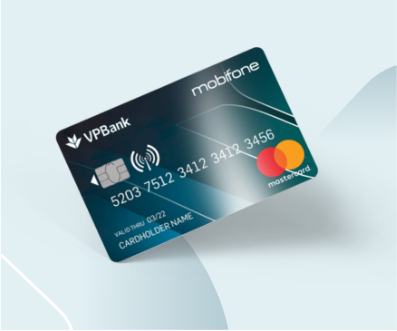 VPBank
mobifone
5203 7512 3412 3412 3456
VALID THRU 03/22
CARDHOLDER NAME
mastercard